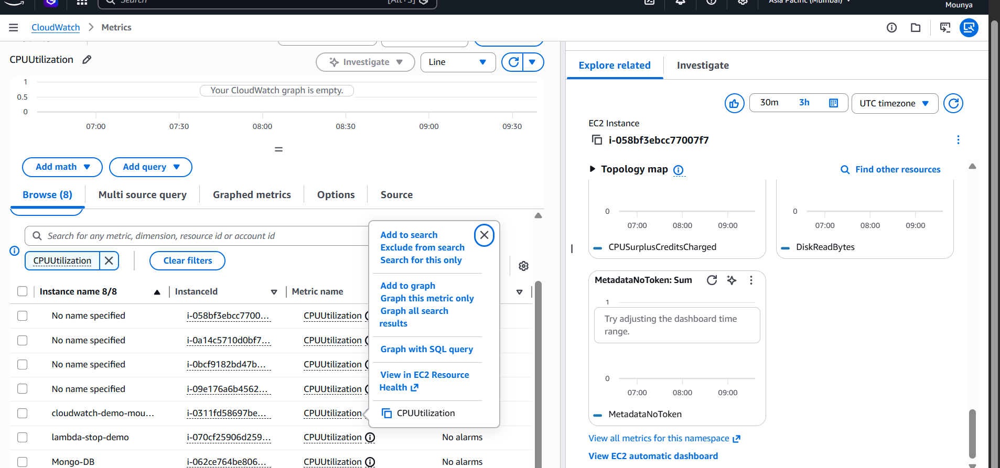 Search [Alt+S]
Asia Pacific (Mumbai)
Mounya
CloudWatch > Metrics
CPUUtilization
Investigate
Line
1
0.5
0
Your CloudWatch graph is empty.
07:00 07:30 08:00 08:30 09:00 09:30
=
Add math
Add query
Browse (8)
Multi source query
Graphed metrics
Options
Source
Search for any metric, dimension, resource id or account id
CPUUtilization
Clear filters
Instance name 8/8 InstanceId Metric name
No name specified i-058bf3ebcc7700... CPUUtilization
No name specified i-0a14c5710d0bf7... CPUUtilization
No name specified i-0bcf9182bd47b... CPUUtilization
No name specified i-09e176a6b4562... CPUUtilization
cloudwatch-demo-mou... i-0311fd58697be... CPUUtilization
lambda-stop-demo i-070cf25906d259... CPUUtilization No alarms
Mongo-DB i-062ce764be806... CPUUtilization No alarms
Add to search
Exclude from search
Search for this only
Add to graph
Graph this metric only
Graph all search
results
Graph with SQL query
View in EC2 Resource
Health
CPUUtilization
Explore related
Investigate
30m 3h
UTC timezone
EC2 Instance
i-058bf3ebcc77007f7
Topology map
Find other resources
0
07:00 08:00 09:00
CPUSurplusCreditsCharged
0
07:00 08:00 09:00
DiskReadBytes
MetadataNoToken: Sum
1
Try adjusting the dashboard time
range.
0
07:00 08:00 09:00
MetadataNoToken
View all metrics for this namespace
View EC2 automatic dashboard